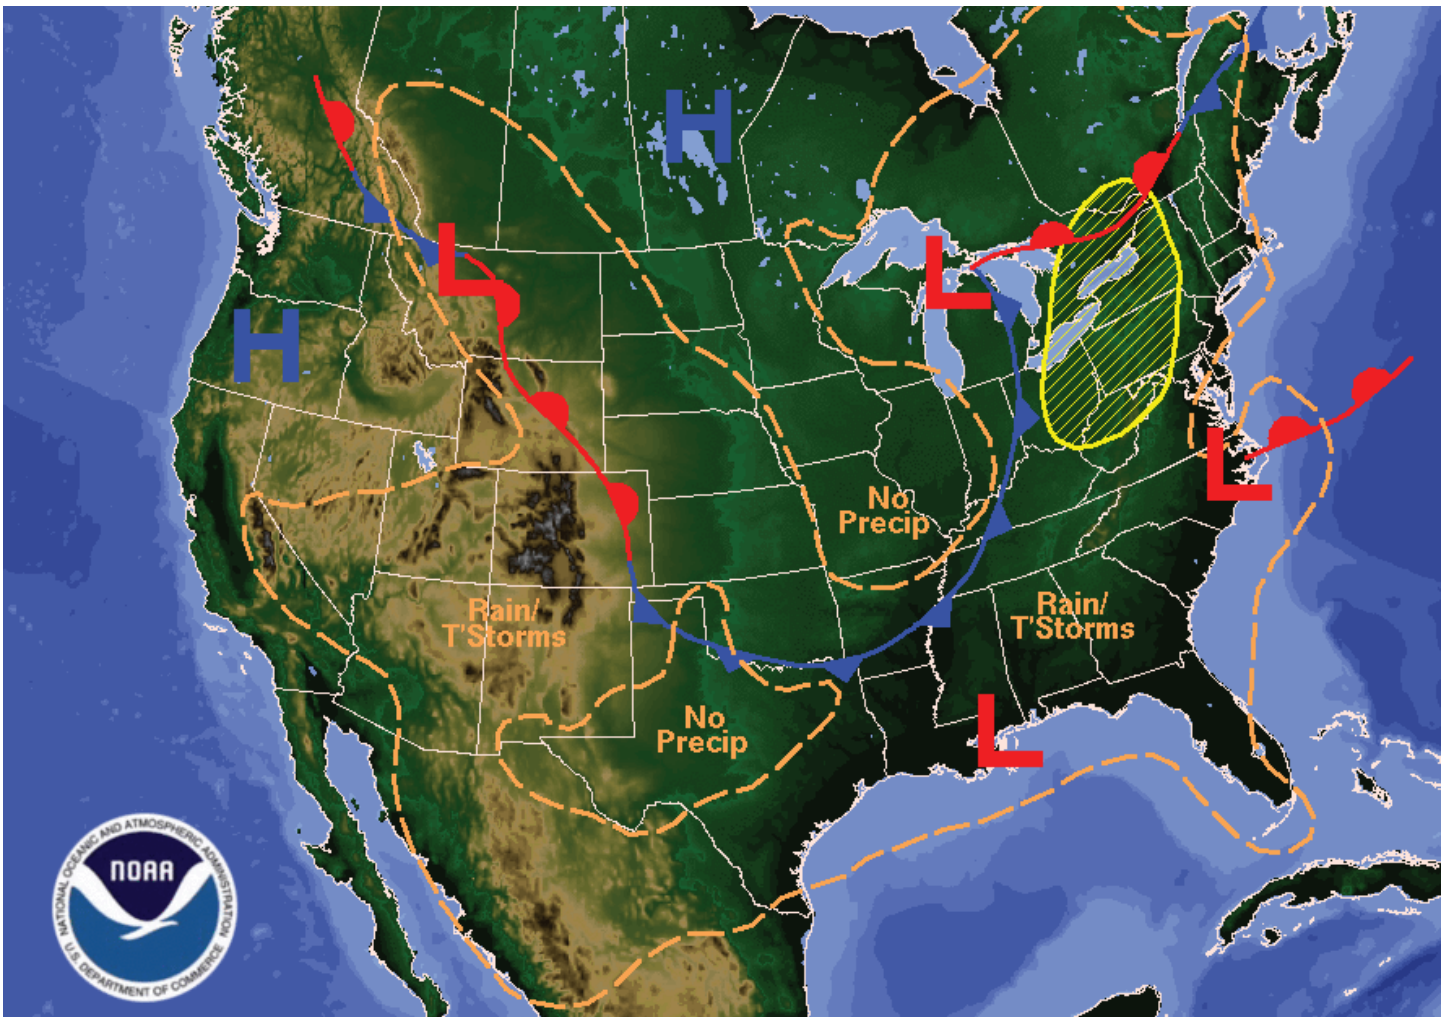 H
L
L
H
No
Precip
L
Rain/
T'Storms
Rain/
T'Storms
No
Precip
L
NATIONAL OCEANIC AND ATMOSPHERIC ADMINISTRATION
NOAA
U.S. DEPARTMENT OF COMMERCE